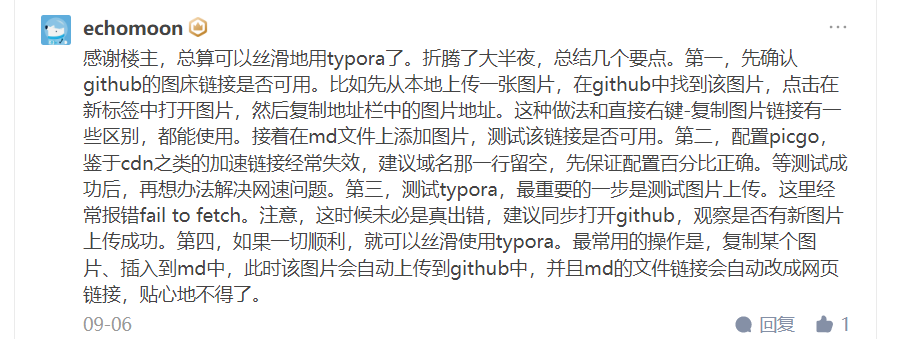 echomoon
感谢楼主，总算可以丝滑地用typora了。折腾了大半夜，总结几个要点。第一，先确认
github的图床链接是否可用。比如先从本地上传一张图片，在github中找到该图片，点击在
新标签中打开图片，然后复制地址栏中的图片地址。这种做法和直接右键-复制图片链接有一
些区别，都能使用。接着在md文件上添加图片，测试该链接是否可用。第二，配置picgo，
鉴于cdn之类的加速链接经常失效，建议域名那一行留空，先保证配置百分比正确。等测试成
功后，再想办法解决网速问题。第三，测试typora，最重要的一步是测试图片上传。这里经
常报错fail to fetch。注意，这时候未必是真出错，建议同步打开github，观察是否有新图片
上传成功。第四，如果一切顺利，就可以丝滑使用typora。最常用的操作是，复制某个图
片、插入到md中，此时该图片会自动上传到github中，并且md的文件链接会自动改成网页
链接，贴心地不得了。
09-06 回复 1